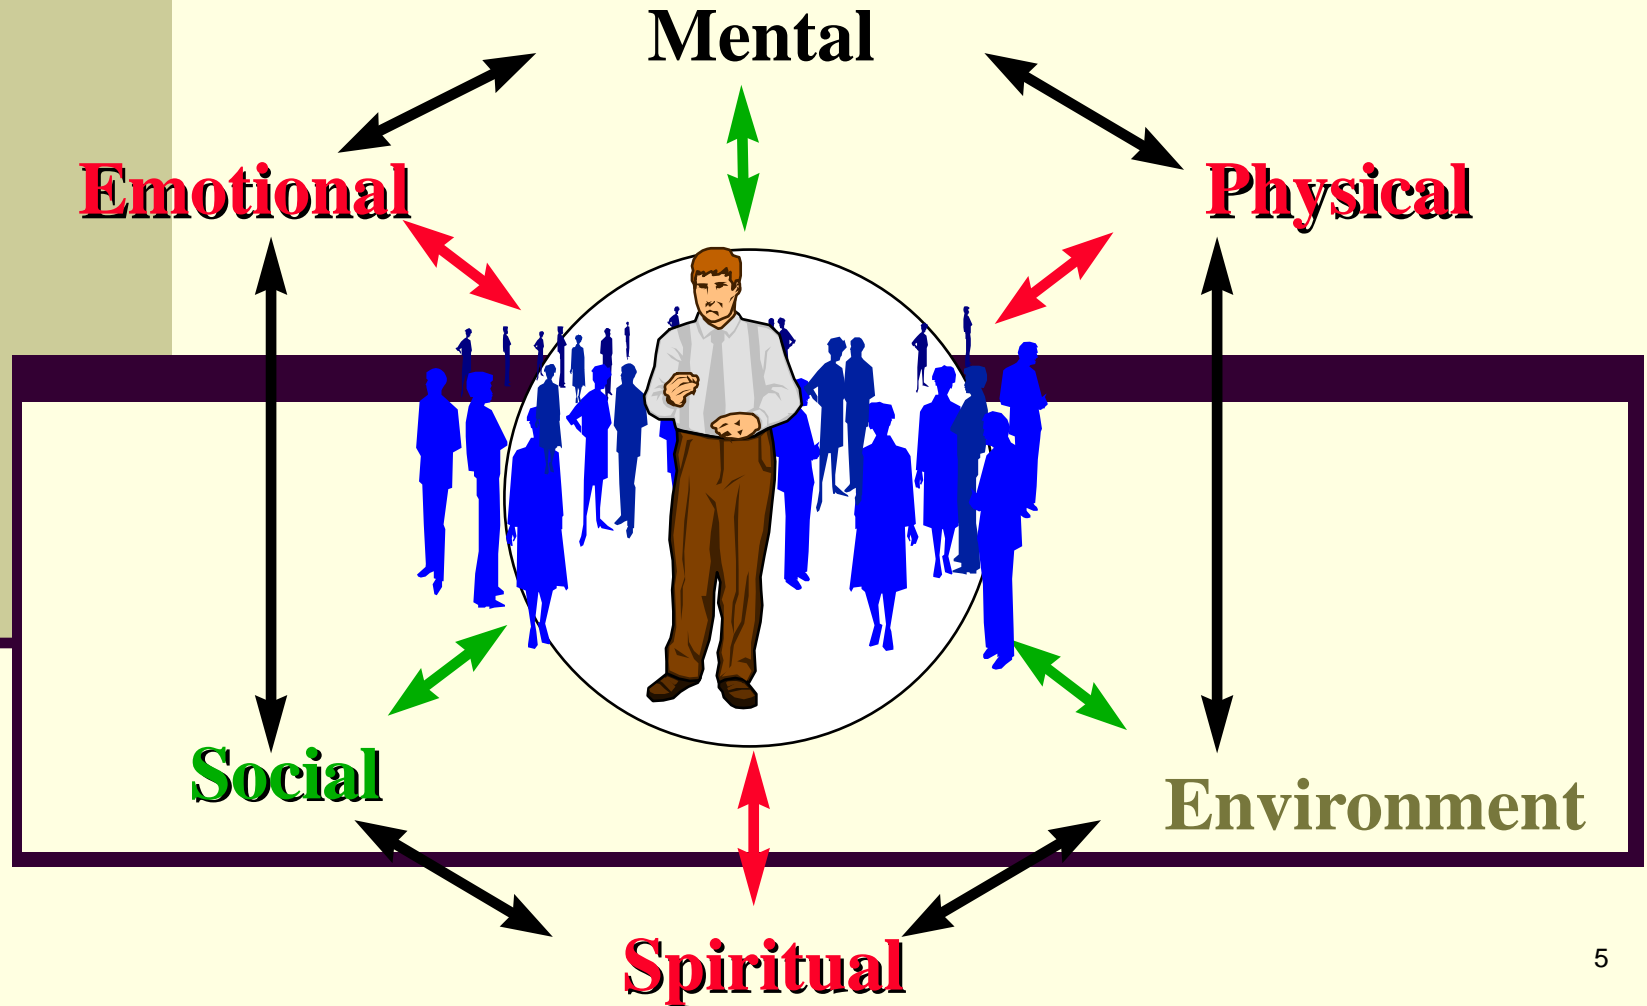 Mental
Emotional
Physical
Social
Environment
Spiritual
5